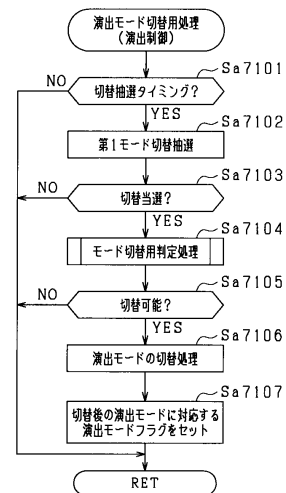 演出モード切替用処理
(演出制御)
Sa7101
切替抽選タイミング?
NO
YES
Sa7102
第1モード切替抽選
Sa7103
切替当選?
NO
YES
Sa7104
モード切替用判定処理
Sa7105
切替可能?
NO
YES
Sa7106
演出モードの切替処理
Sa7107
切替後の演出モードに対応する
演出モードフラグをセット
RET